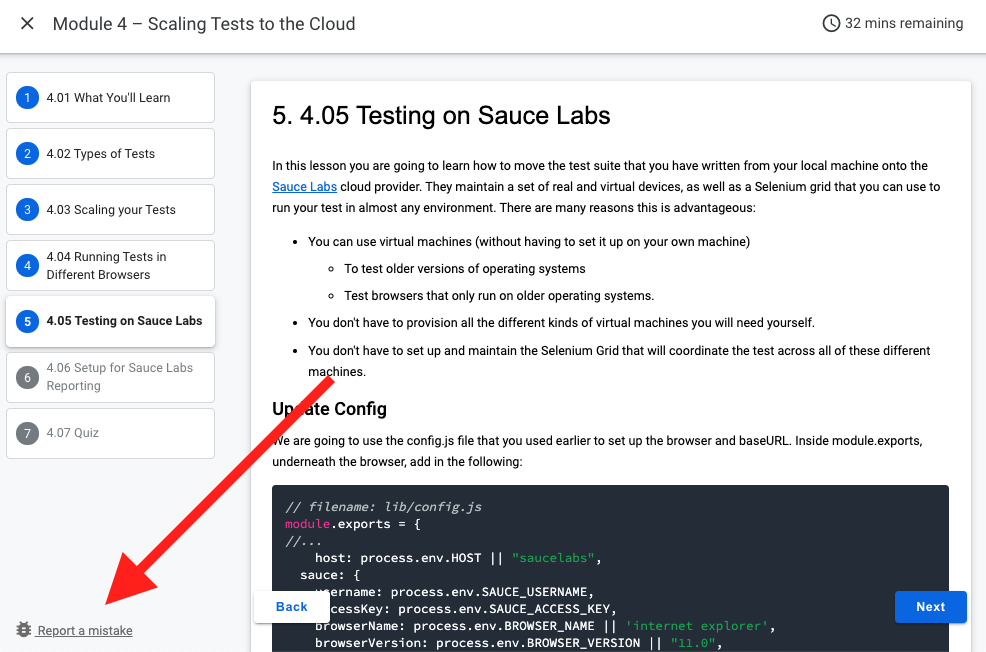 Module 4 – Scaling Tests to the Cloud
32 mins remaining
1 4.01 What You'll Learn
2 4.02 Types of Tests
3 4.03 Scaling your Tests
4 4.04 Running Tests in
Different Browsers
5 4.05 Testing on Sauce Labs
6 4.06 Setup for Sauce Labs
Reporting
7 4.07 Quiz
Report a mistake
5. 4.05 Testing on Sauce Labs
In this lesson you are going to learn how to move the test suite that you have written from your local machine onto the
Sauce Labs cloud provider. They maintain a set of real and virtual devices, as well as a Selenium grid that you can use to
run your test in almost any environment. There are many reasons this is advantageous:
You can use virtual machines (without having to set it up on your own machine)
To test older versions of operating systems
Test browsers that only run on older operating systems.
You don't have to provision all the different kinds of virtual machines you will need yourself.
You don't have to set up and maintain the Selenium Grid that will coordinate the test across all of these different
machines.
Update Config
We are going to use the config.js file that you used earlier to set up the browser and baseURL. Inside module.exports,
underneath the browser, add in the following:
// filename: lib/config.js
module.exports = {
//...
host: process.env.HOST || "saucelabs",
sauce: {
username: process.env.SAUCE_USERNAME,
accessKey: process.env.SAUCE_ACCESS_KEY,
browserName: process.env.BROWSER_NAME || 'internet explorer',
browserVersion: process.env.BROWSER_VERSION || "11.0",
Back
Next